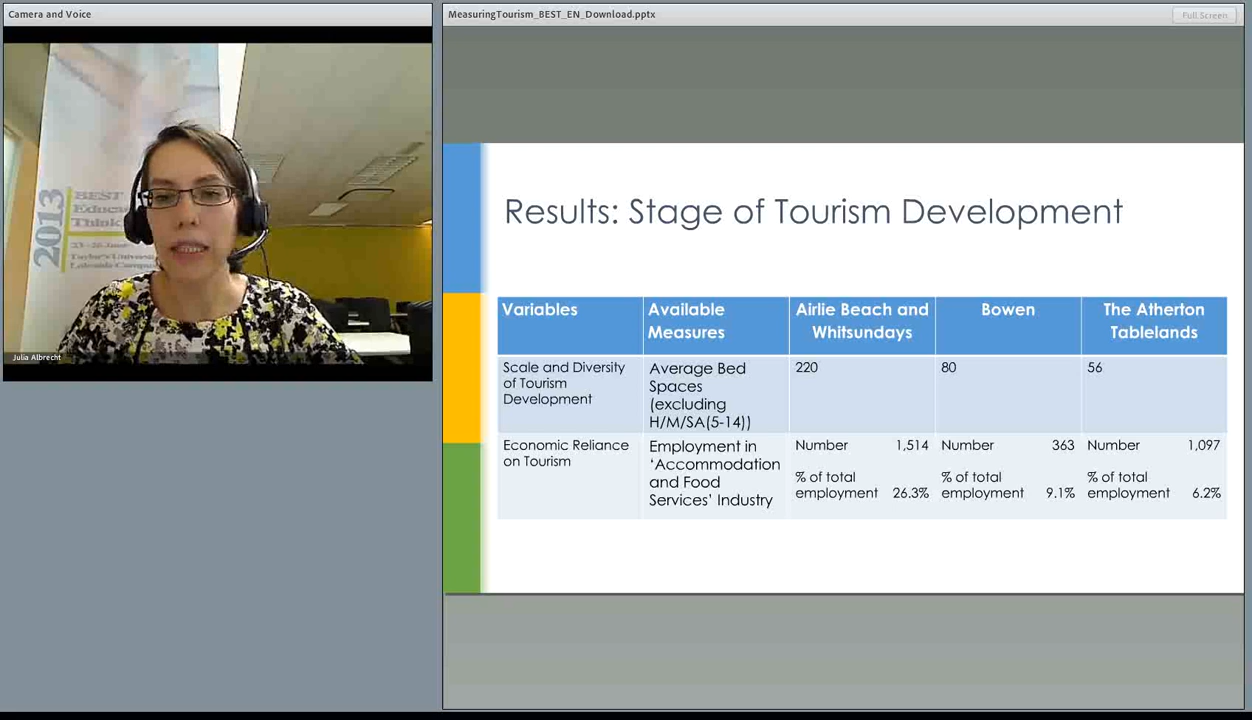 Camera and Voice
2013
BEST
Educa
Think
Julia Albrecht
MeasuringTourism_BEST_EN_Download.pptx
Full Screen
Results: Stage of Tourism Development
Variables
Available
Measures
Airlie Beach and
Whitsundays
Bowen
The Atherton
Tablelands
Scale and Diversity
of Tourism
Development
Average Bed
Spaces
(excluding
H/M/SA(5-14))
220
80
56
Economic Reliance
on Tourism
Employment in
‘Accommodation
and Food
Services’ Industry
Number 1,514
% of total
employment 26.3%
Number 363
% of total
employment 9.1%
Number 1,097
% of total
employment 6.2%